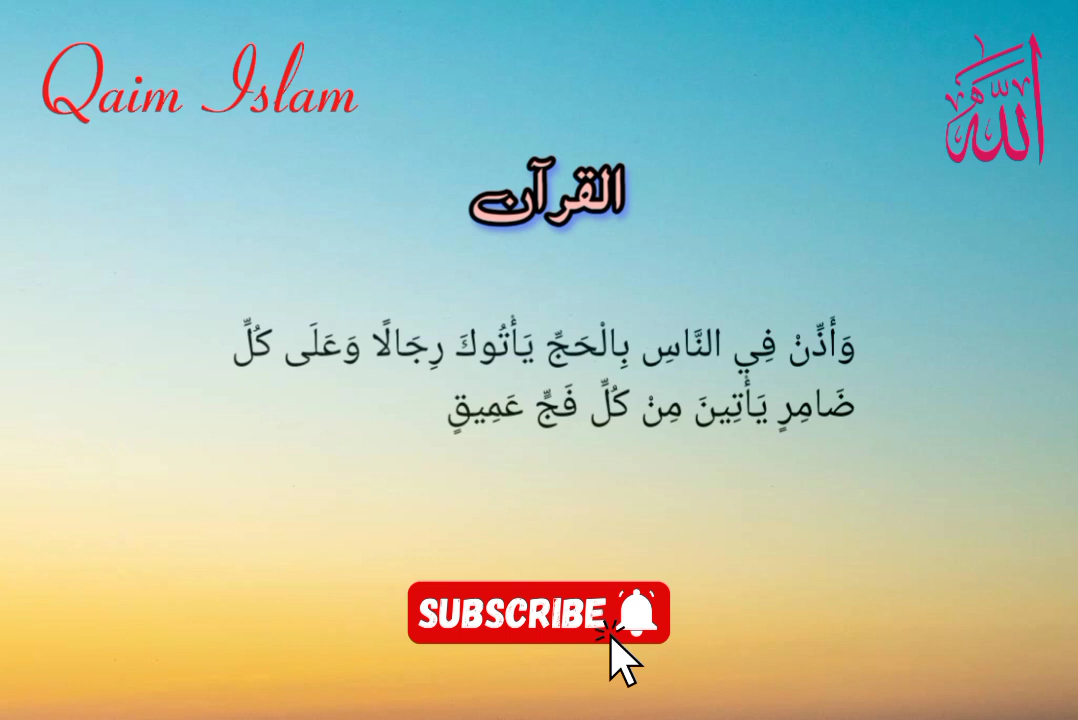 Qaim Islam
الله
القرآن
وَأَذِّنْ فِي النَّاسِ بِالْحَجِّ يَأْتُوكَ رِجَالًا وَعَلَى كُلِّ
ضَامِرٍ يَأْتِينَ مِنْ كُلِّ فَجٍّ عَمِيقٍ
SUBSCRIBE